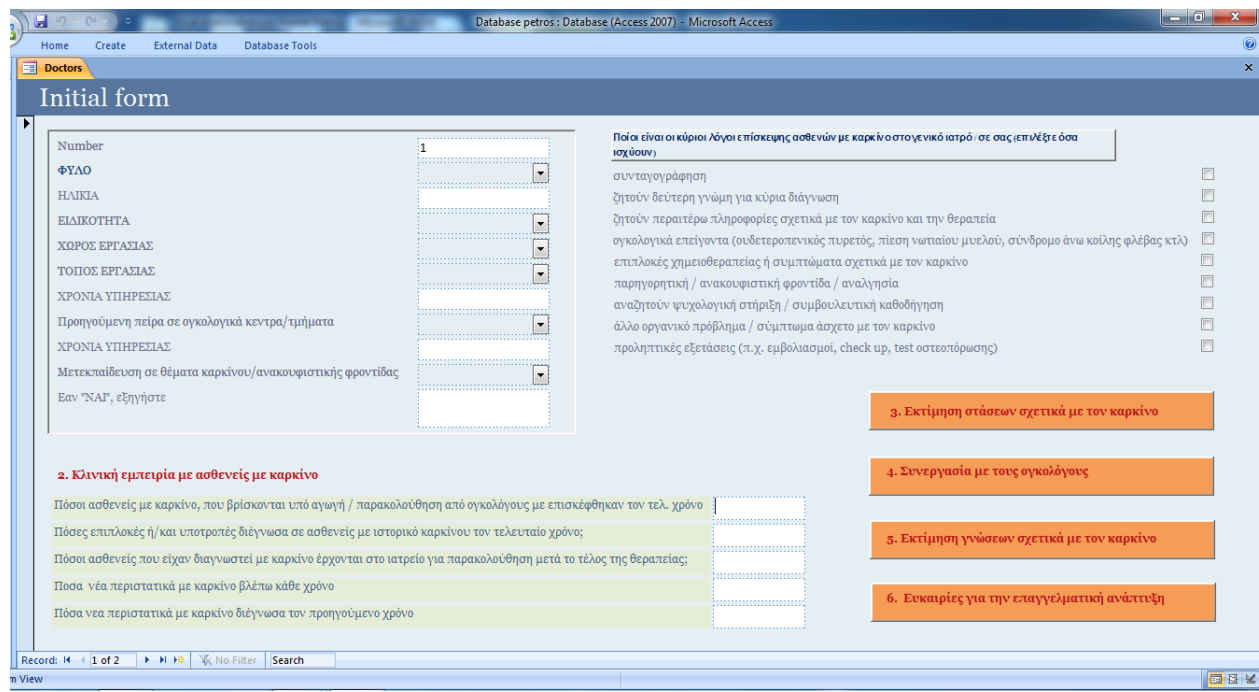 Database petros : Database (Access 2007) - Microsoft Access
Home Create External Data Database Tools
Doctors
Initial form
Number 1
ΦΥΛΟ
ΗΛΙΚΙΑ
ΕΙΔΙΚΟΤΗΤΑ
ΧΩΡΟΣ ΕΡΓΑΣΙΑΣ
ΤΟΠΟΣ ΕΡΓΑΣΙΑΣ
ΧΡΟΝΙΑ ΥΠΗΡΕΣΙΑΣ
Προηγούμενη πείρα σε ογκολογικά κεντρα/τμήματα
ΧΡΟΝΙΑ ΥΠΗΡΕΣΙΑΣ
Μετεκπαίδευση σε θέματα καρκίνου/ανακουφιστικής φροντίδας
Εαν "ΝΑΙ", εξηγήστε
Ποίοι είναι οι κύριοι λόγοι επίσκεψης ασθενών με καρκίνο στο γενικό ιατρό / σε σας (επιλέξτε όσα
ισχύουν)
συνταγογράφηση
ζητούν δεύτερη γνώμη για κύρια διάγνωση
ζητούν περαιτέρω πληροφορίες σχετικά με τον καρκίνο και την θεραπεία
ογκολογικά επείγοντα (ουδετεροπενικός πυρετός, πίεση νωτιαίου μυελού, σύνδρομο άνω κοίλης φλέβας κτλ)
επιπλοκές χημειοθεραπείας ή συμπτώματα σχετικά με τον καρκίνο
παρηγορητική / ανακουφιστική φροντίδα / αναλγησία
αναζητούν ψυχολογική στήριξη / συμβουλευτική καθοδήγηση
άλλο οργανικό πρόβλημα / σύμπτωμα άσχετο με τον καρκίνο
προληπτικές εξετάσεις (π.χ. εμβολιασμοί, check up, test οστεοπόρωσης)
3. Εκτίμηση στάσεων σχετικά με τον καρκίνο
4. Συνεργασία με τους ογκολόγους
5. Εκτίμηση γνώσεων σχετικά με τον καρκίνο
6. Ευκαιρίες για την επαγγελματική ανάπτυξη
2. Κλινική εμπειρία με ασθενείς με καρκίνο
Πόσοι ασθενείς με καρκίνο, που βρίσκονται υπό αγωγή / παρακολούθηση από ογκολόγους με επισκέφθηκαν τον τελ. χρόνο
Πόσες επιπλοκές ή/και υποτροπές διέγνωσα σε ασθενείς με ιστορικό καρκίνου τον τελευταίο χρόνο;
Πόσοι ασθενείς που είχαν διαγνωστεί με καρκίνο έρχονται στο ιατρείο για παρακολούθηση μετά το τέλος της θεραπείας;
Ποσα νέα περιστατικά με καρκίνο βλέπω κάθε χρόνο
Πόσα νεα περιστατικά με καρκίνο διέγνωσα τον προηγούμενο χρόνο
Record: 1 of 2 No Filter Search
m View